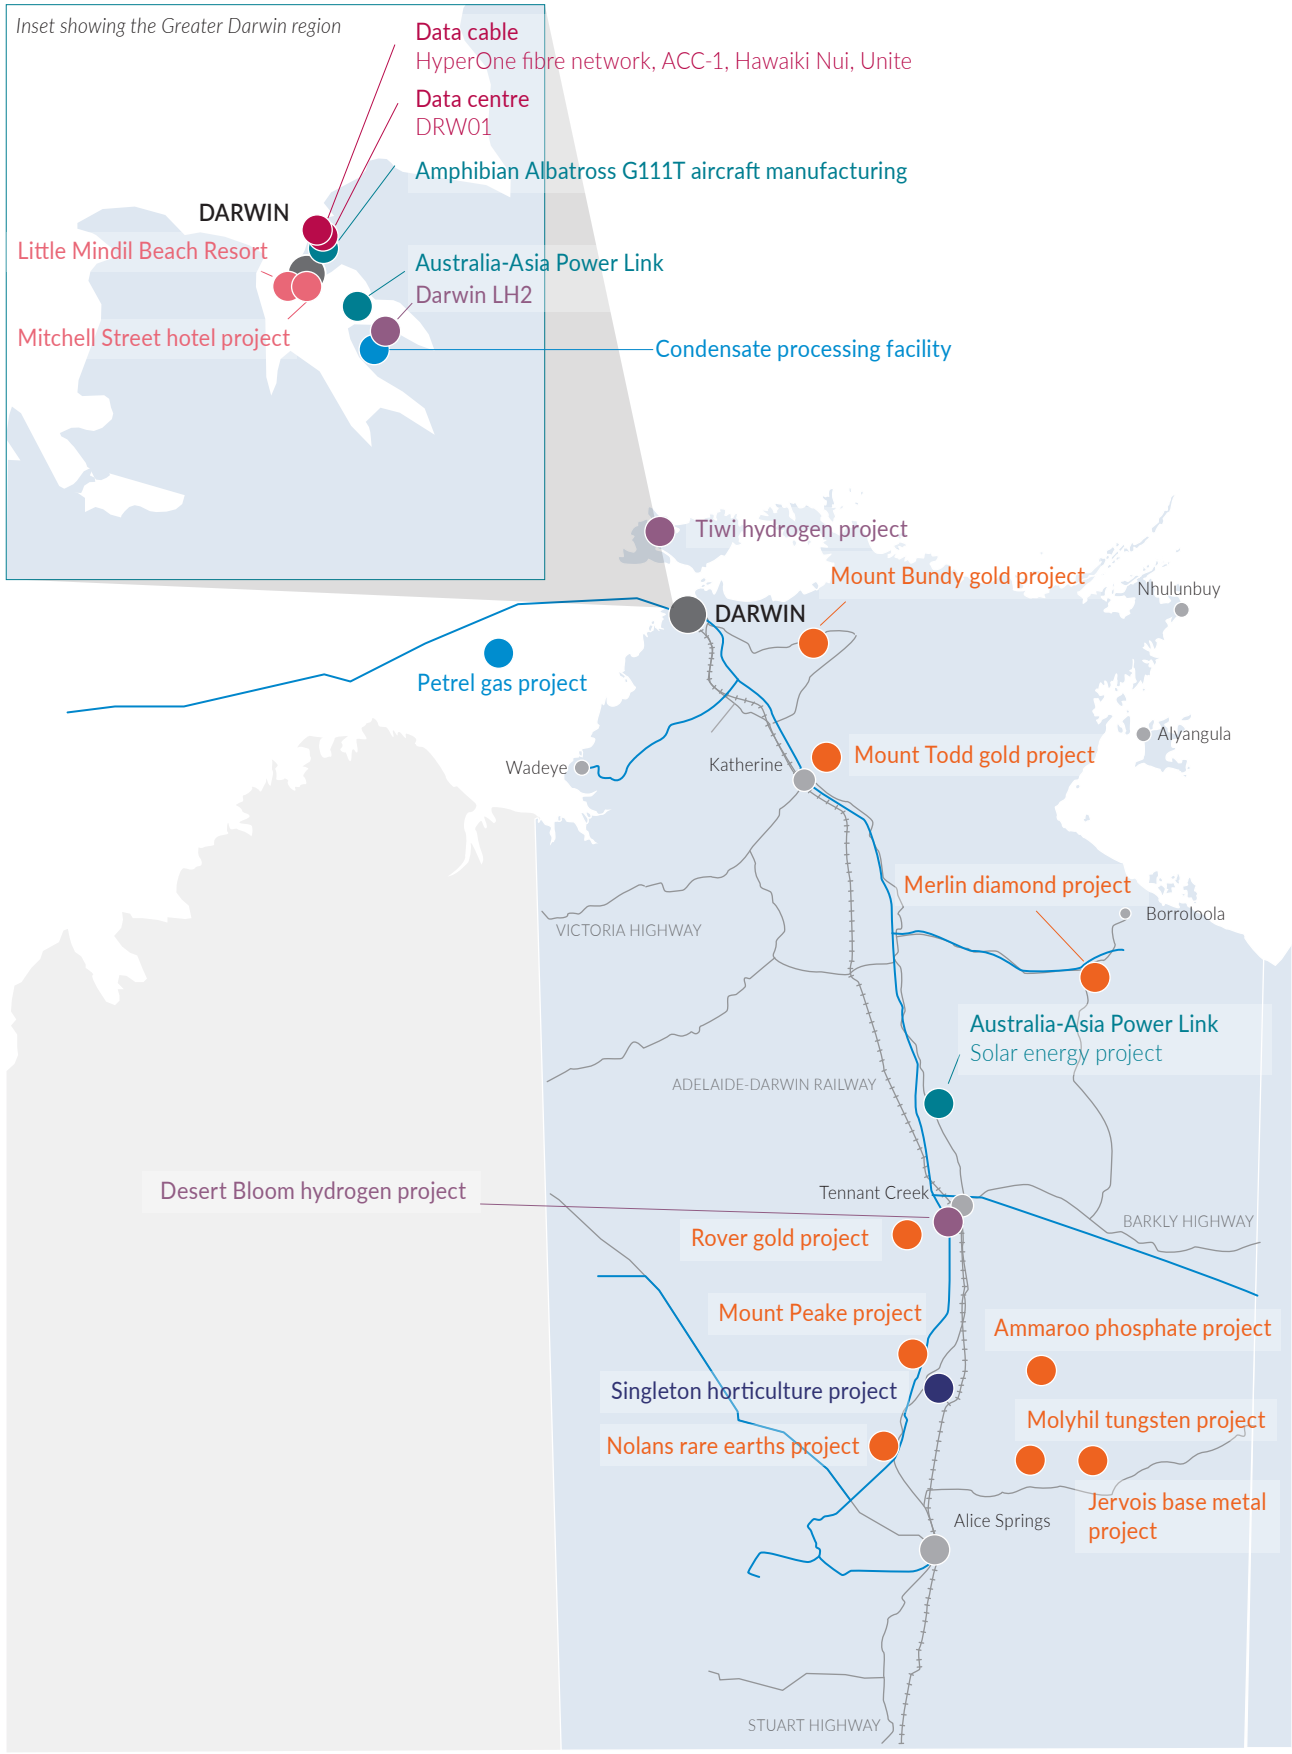 Inset showing the Greater Darwin region
Data cable
HyperOne fibre network, ACC-1, Hawaiki Nui, Unite
Data centre
DRW01
Amphibian Albatross G111T aircraft manufacturing
DARWIN
Little Mindil Beach Resort
Australia-Asia Power Link
Darwin LH2
Mitchell Street hotel project
Condensate processing facility
Tiwi hydrogen project
Mount Bundy gold project
Nhulunbuy
DARWIN
Petrel gas project
Alyangula
Wadeye
Katherine
Mount Todd gold project
Merlin diamond project
Borroloola
VICTORIA HIGHWAY
Australia-Asia Power Link
Solar energy project
ADELAIDE-DARWIN RAILWAY
Desert Bloom hydrogen project
Tennant Creek
BARKLY HIGHWAY
Rover gold project
Mount Peake project
Ammaroo phosphate project
Singleton horticulture project
Molyhil tungsten project
Nolans rare earths project
Jervois base metal
project
Alice Springs
STUART HIGHWAY